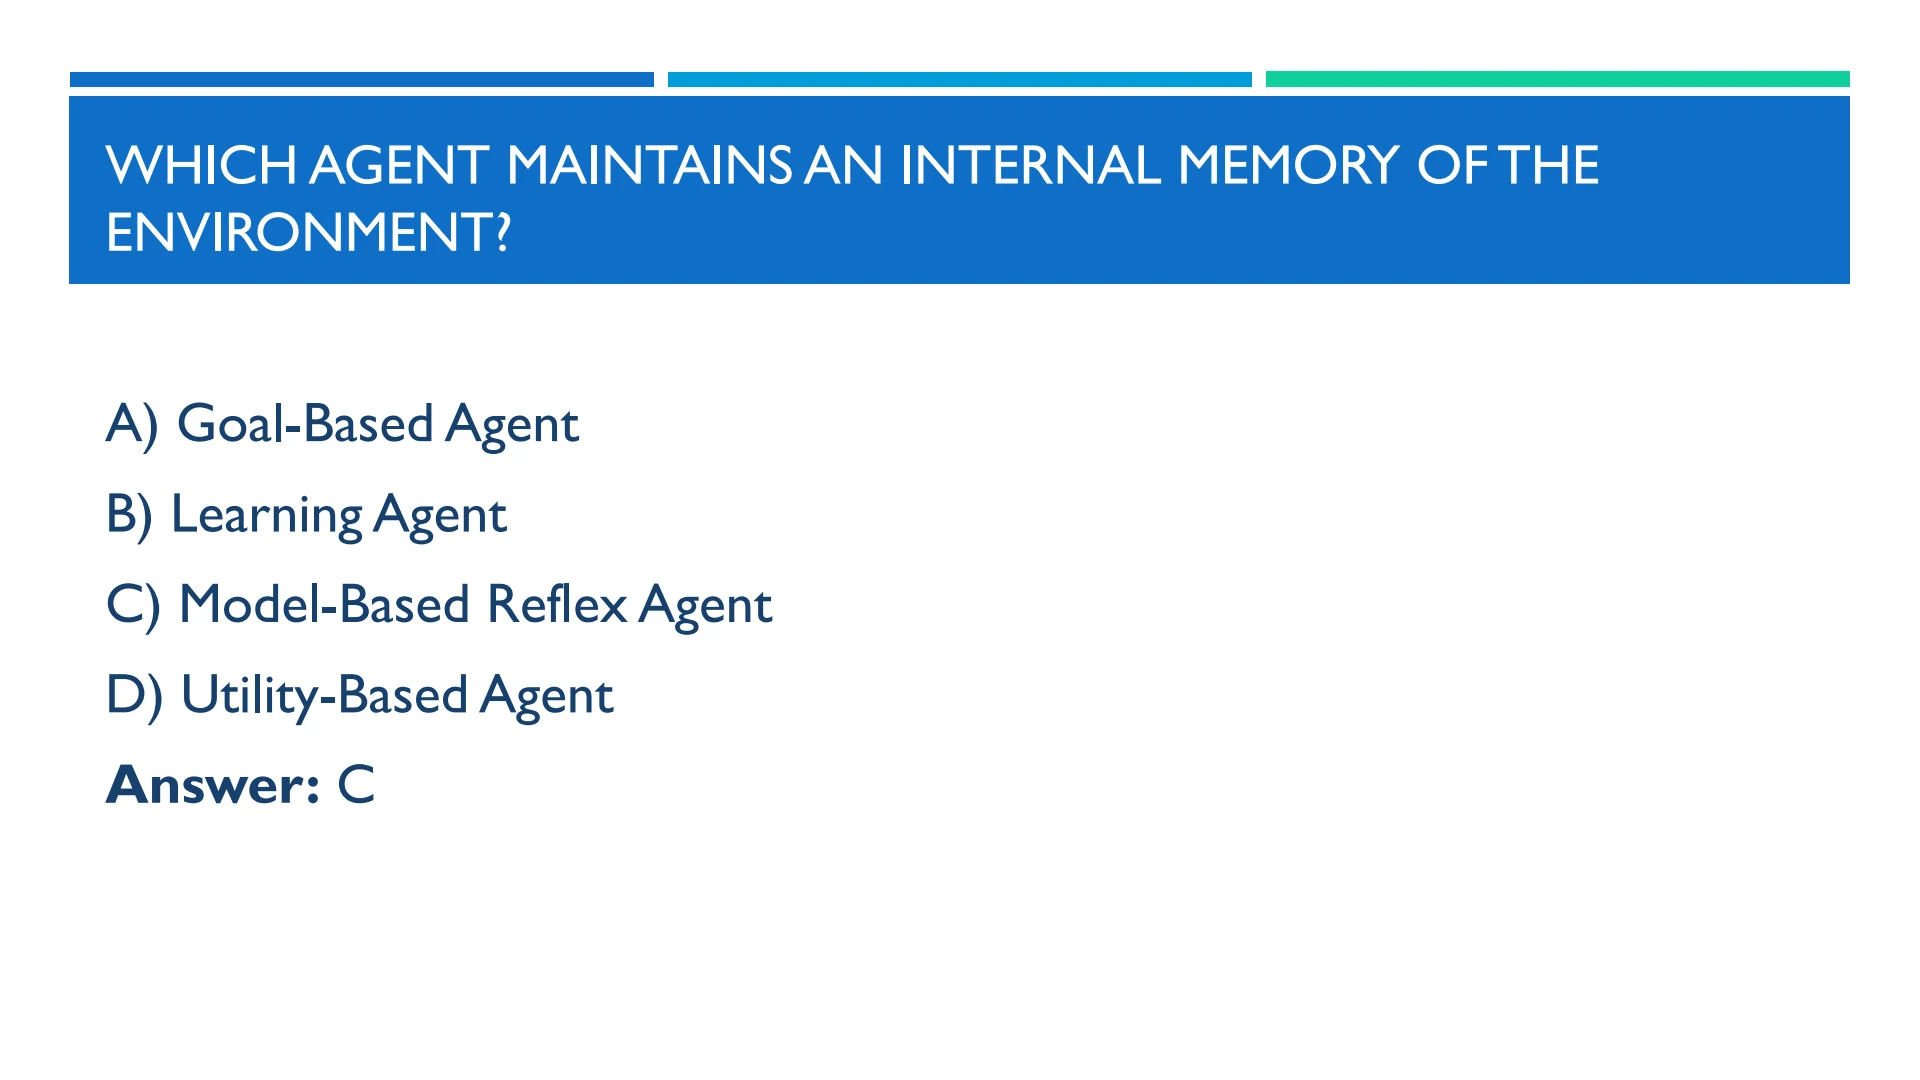 WHICH AGENT MAINTAINS AN INTERNAL MEMORY OF THE
ENVIRONMENT?
A) Goal-Based Agent
B) Learning Agent
C) Model-Based Reflex Agent
D) Utility-Based Agent
Answer: C